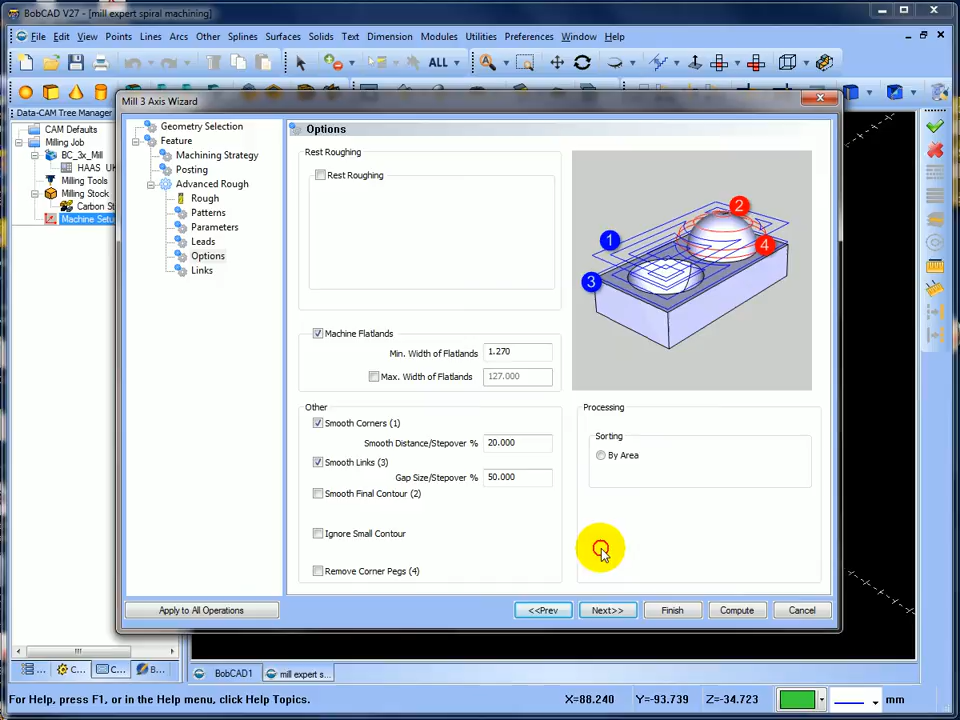 BobCAD V27 - [mill expert spiral machining]
File Edit View Points Lines Arcs Other Splines Surfaces Solids Text Dimension Modules Utilities Preferences Window Help
ALL
Data-CAM Tree Manager
CAM Defaults
Milling Job
BC_3x_Mill
HAAS
Milling Tools
Milling Stock
Carbon St
Machine Setu
Mill 3 Axis Wizard
Geometry Selection
Feature
Machining Strategy
Posting
Advanced Rough
Rough
Patterns
Parameters
Leads
Options
Links
Options
Rest Roughing
Rest Roughing
1
2
3
4
Machine Flatlands
Min. Width of Flatlands 1.270
Max. Width of Flatlands 127.000
Other
Smooth Corners (1)
Smooth Distance/Stepover % 20.000
Smooth Links (3)
Gap Size/Stepover % 50.000
Smooth Final Contour (2)
Ignore Small Contour
Remove Corner Pegs (4)
Processing
Sorting
By Area
Apply to All Operations
<<Prev Next>> Finish Compute Cancel
... C... C... B...
BobCAD1 mill expert s...
For Help, press F1, or in the Help menu, click Help Topics. X=88.240 Y=-93.739 Z=-34.723 mm